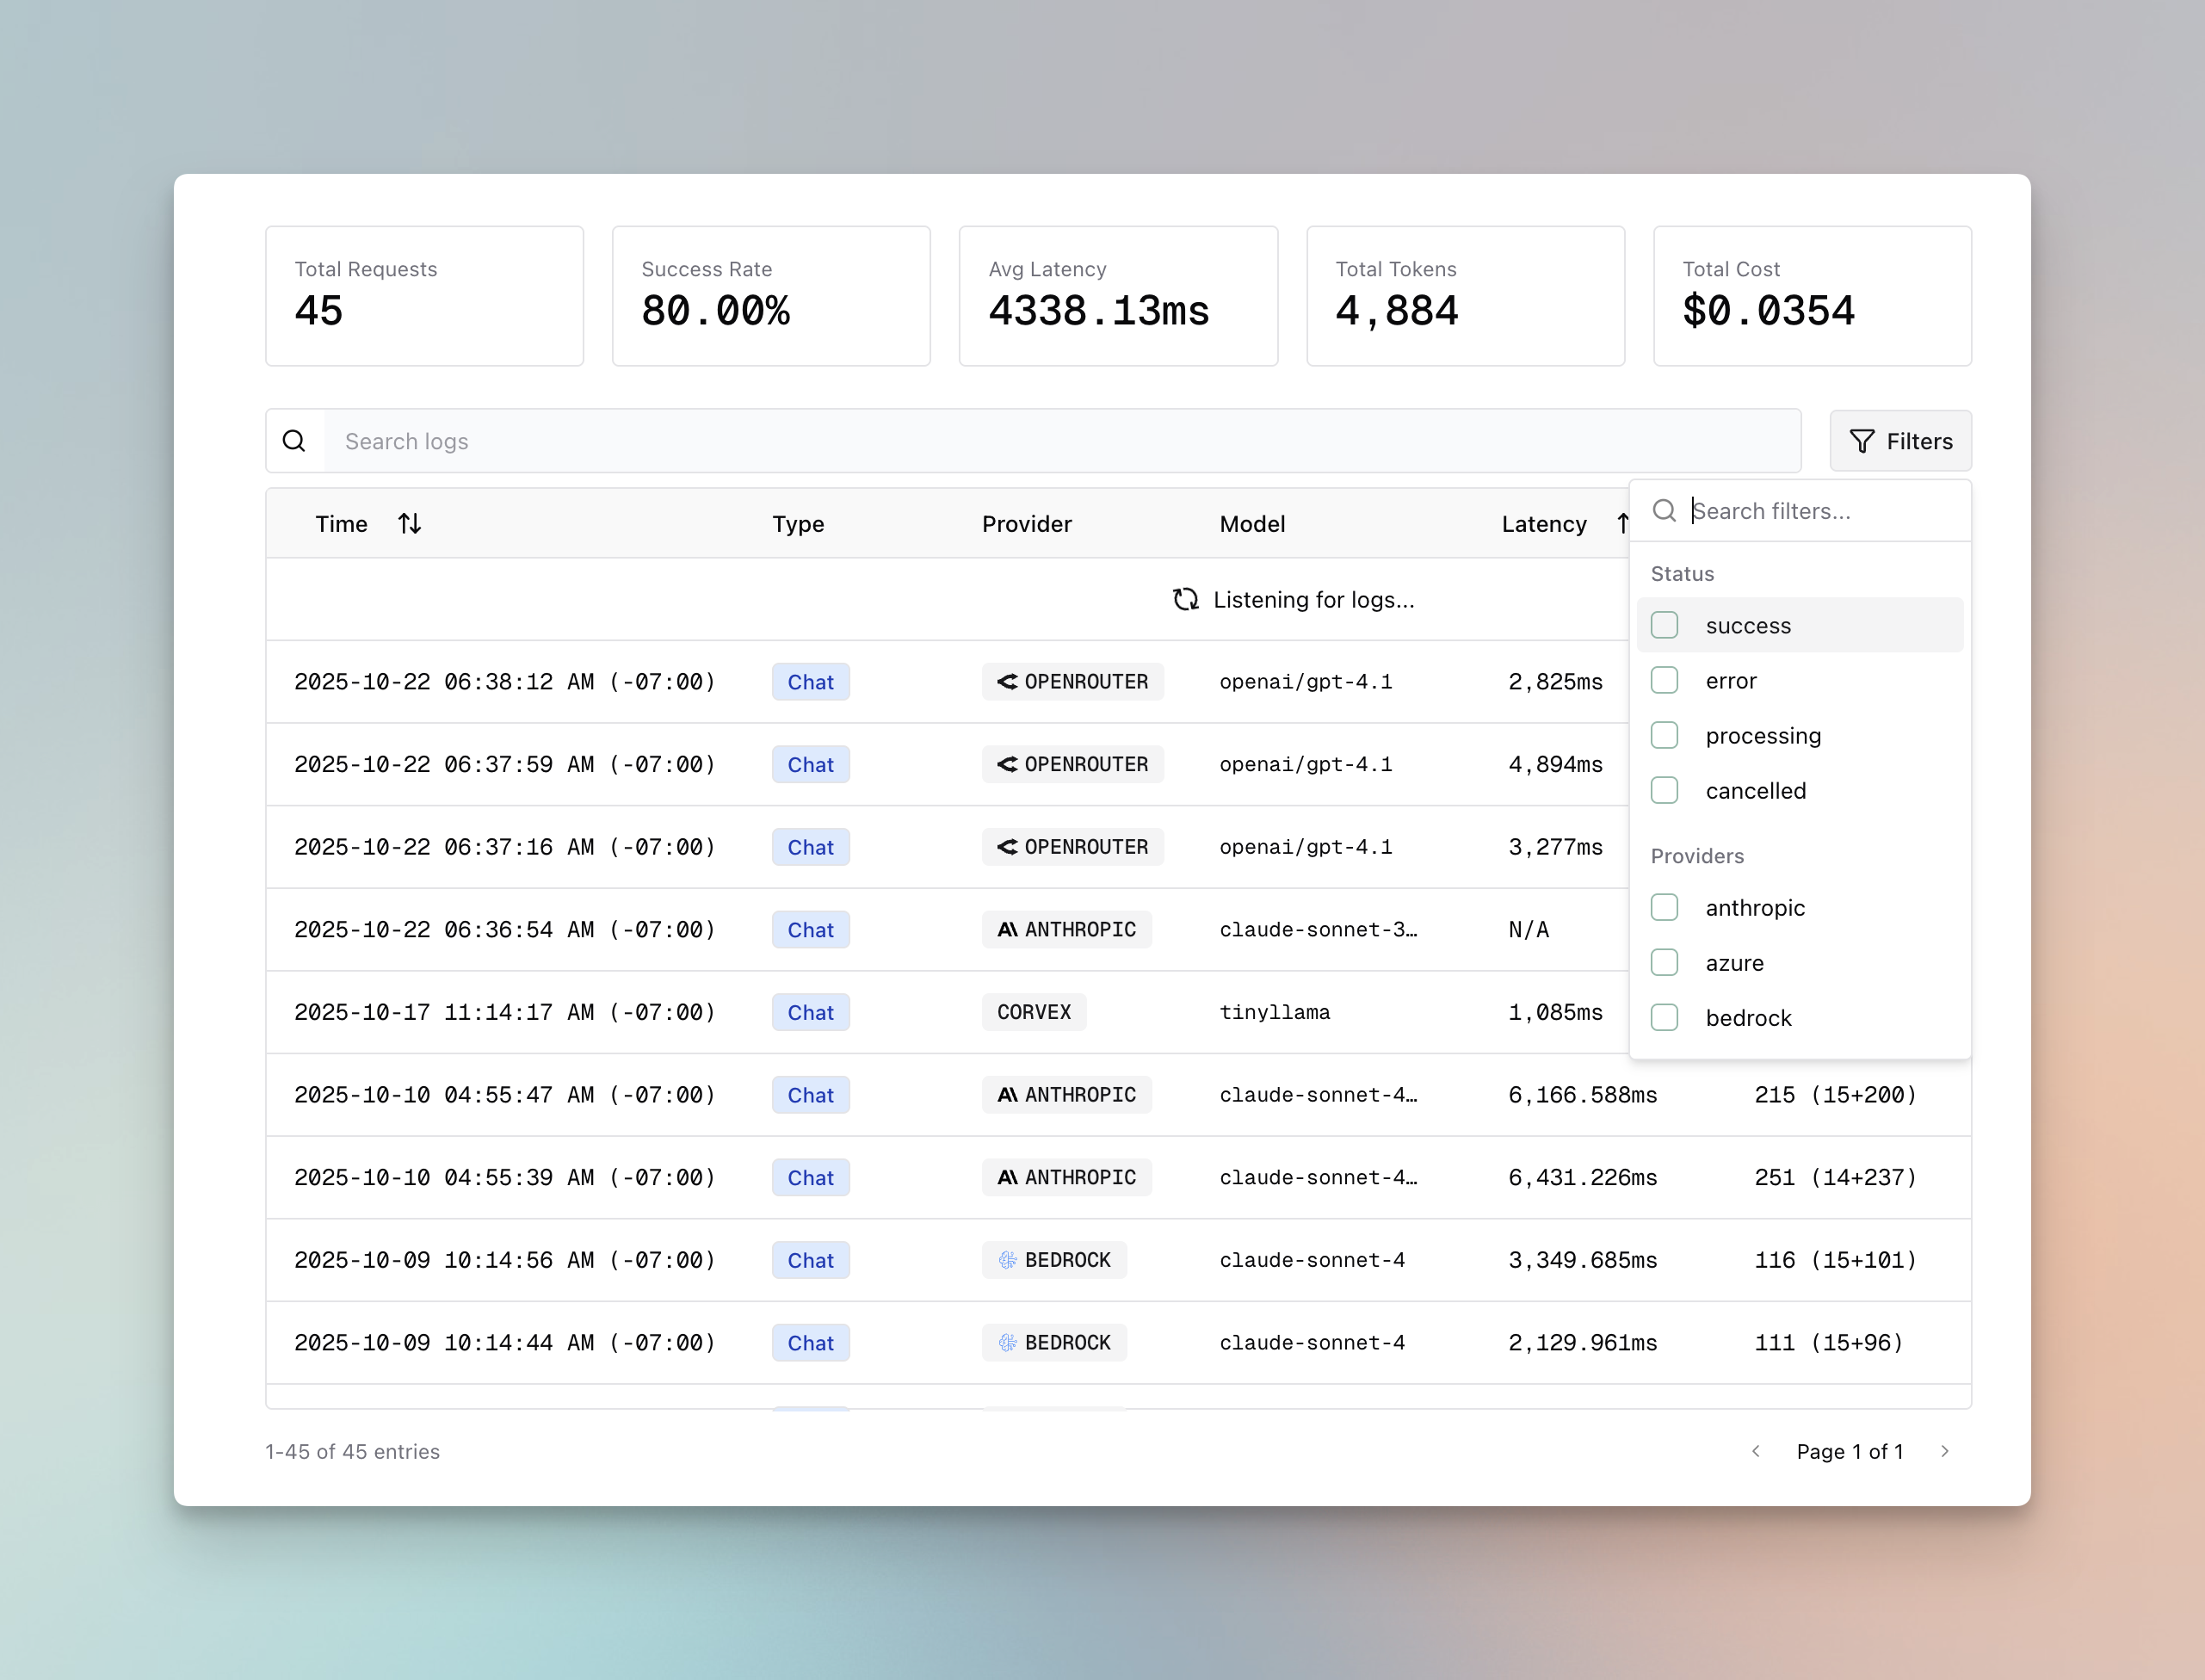 Total Requests
45
Success Rate
80.00%
Avg Latency
4338.13ms
Total Tokens
4,884
Total Cost
$0.0354
Search logs
Filters
Time Type Provider Model Latency
Search filters...
Status
success
error
processing
cancelled
Providers
anthropic
azure
bedrock
Listening for logs...
2025-10-22 06:38:12 AM (-07:00) Chat OPENROUTER openai/gpt-4.1 2,825ms
2025-10-22 06:37:59 AM (-07:00) Chat OPENROUTER openai/gpt-4.1 4,894ms
2025-10-22 06:37:16 AM (-07:00) Chat OPENROUTER openai/gpt-4.1 3,277ms
2025-10-22 06:36:54 AM (-07:00) Chat ANTHROPIC claude-sonnet-3… N/A
2025-10-17 11:14:17 AM (-07:00) Chat CORVEX tinyllama 1,085ms
2025-10-10 04:55:47 AM (-07:00) Chat ANTHROPIC claude-sonnet-4… 6,166.588ms 215 (15+200)
2025-10-10 04:55:39 AM (-07:00) Chat ANTHROPIC claude-sonnet-4… 6,431.226ms 251 (14+237)
2025-10-09 10:14:56 AM (-07:00) Chat BEDROCK claude-sonnet-4 3,349.685ms 116 (15+101)
2025-10-09 10:14:44 AM (-07:00) Chat BEDROCK claude-sonnet-4 2,129.961ms 111 (15+96)
1-45 of 45 entries
Page 1 of 1